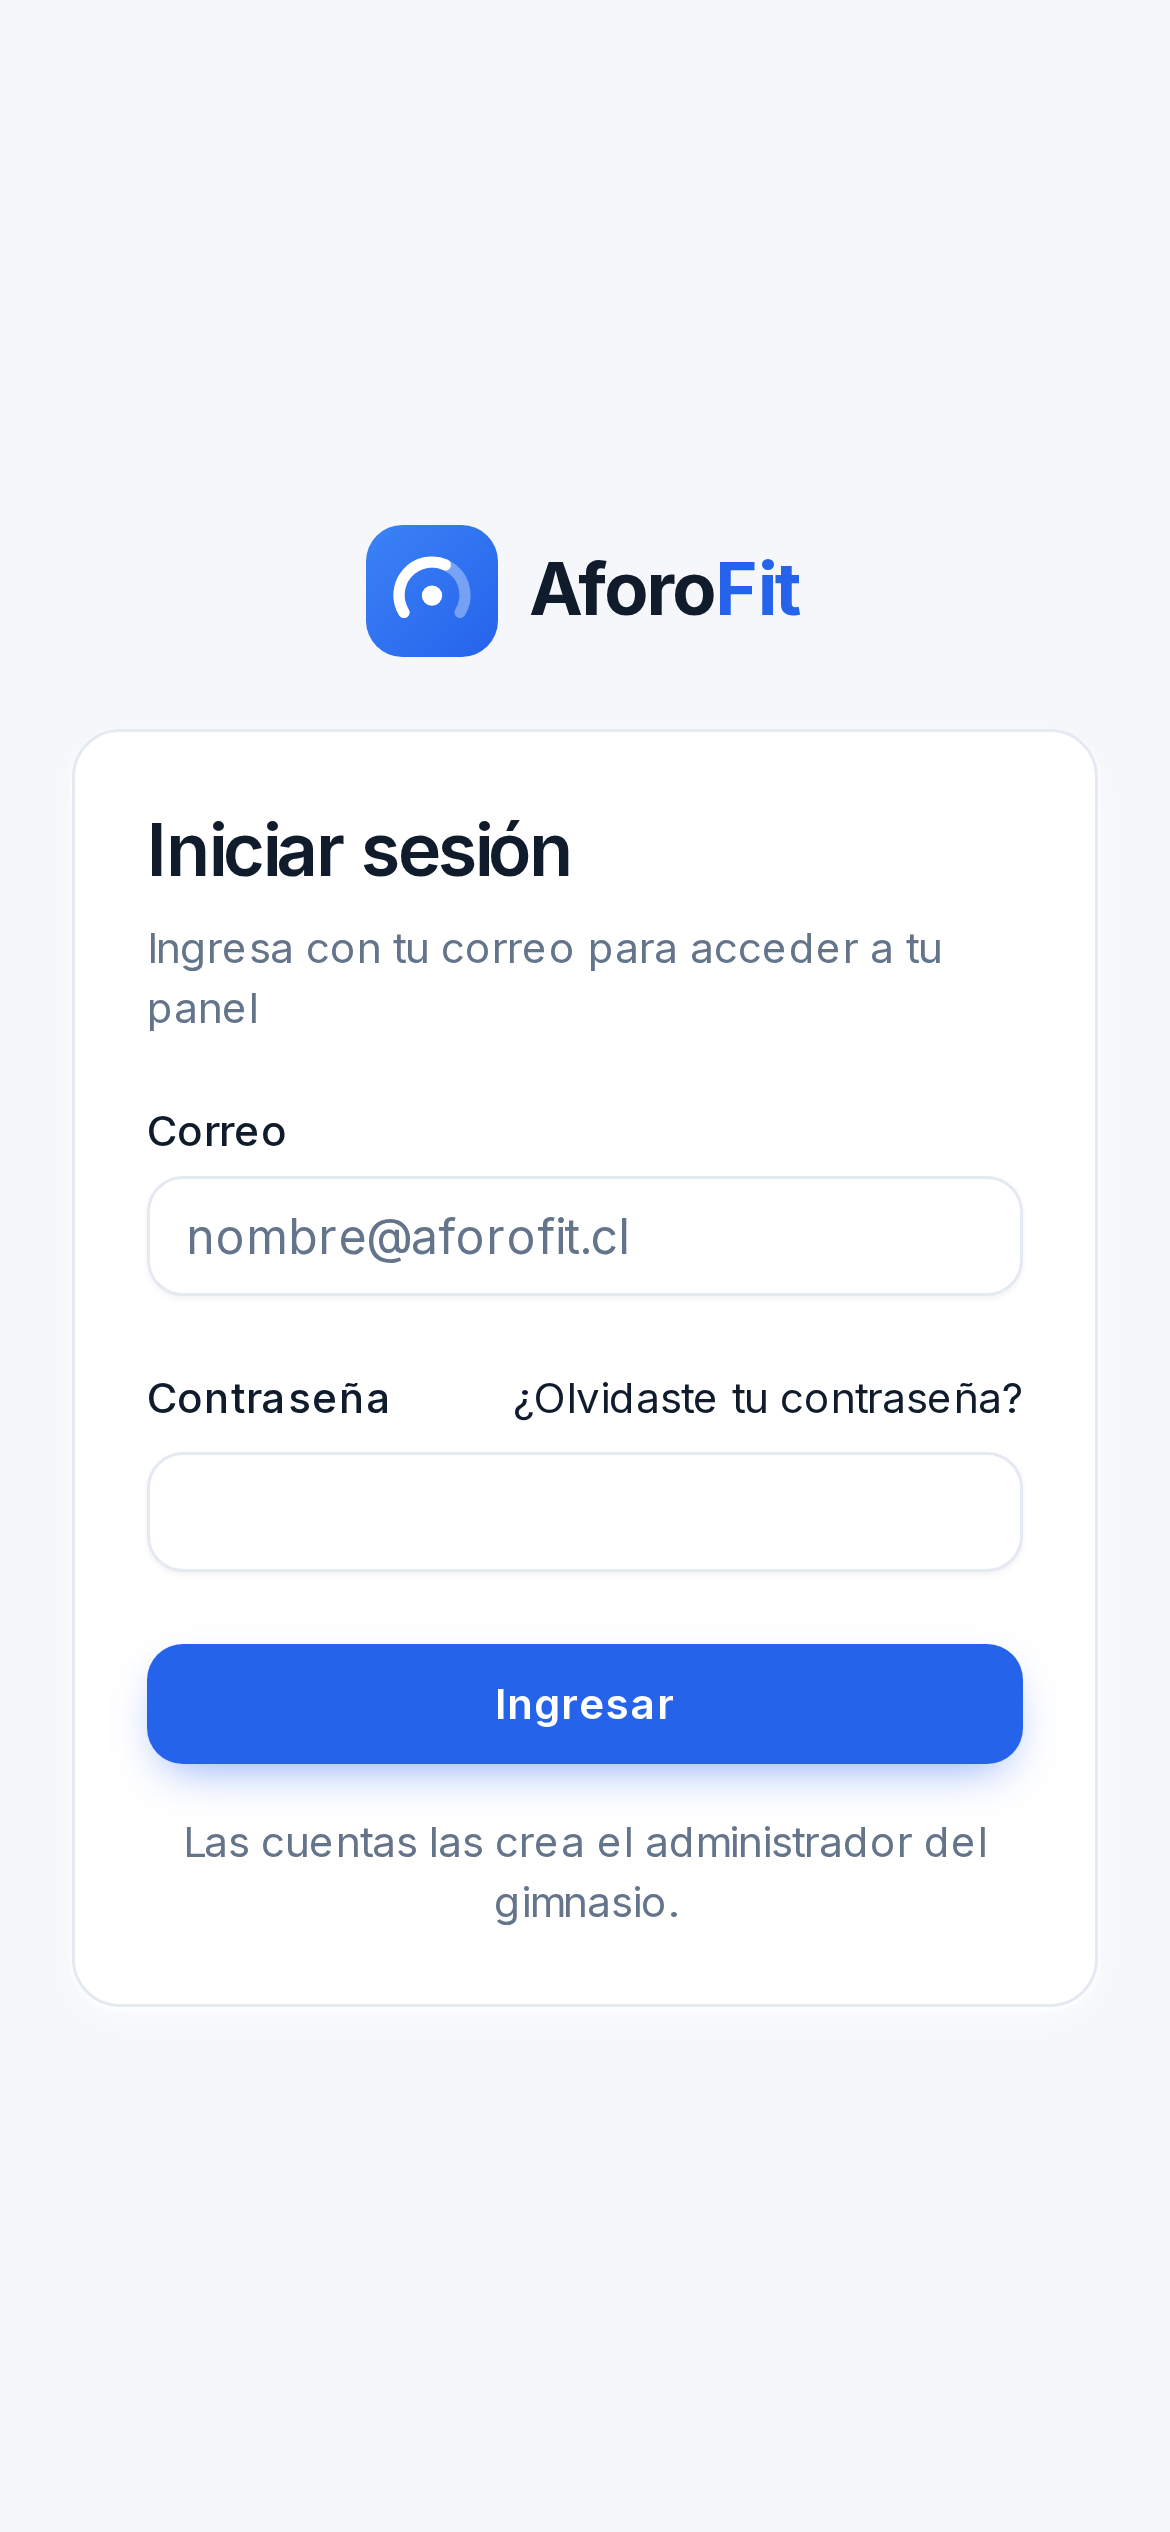 AforoFit
Iniciar sesión
Ingresa con tu correo para acceder a tu
panel
Correo
nombre@aforofit.cl
Contraseña ¿Olvidaste tu contraseña?
Ingresar
Las cuentas las crea el administrador del
gimnasio.